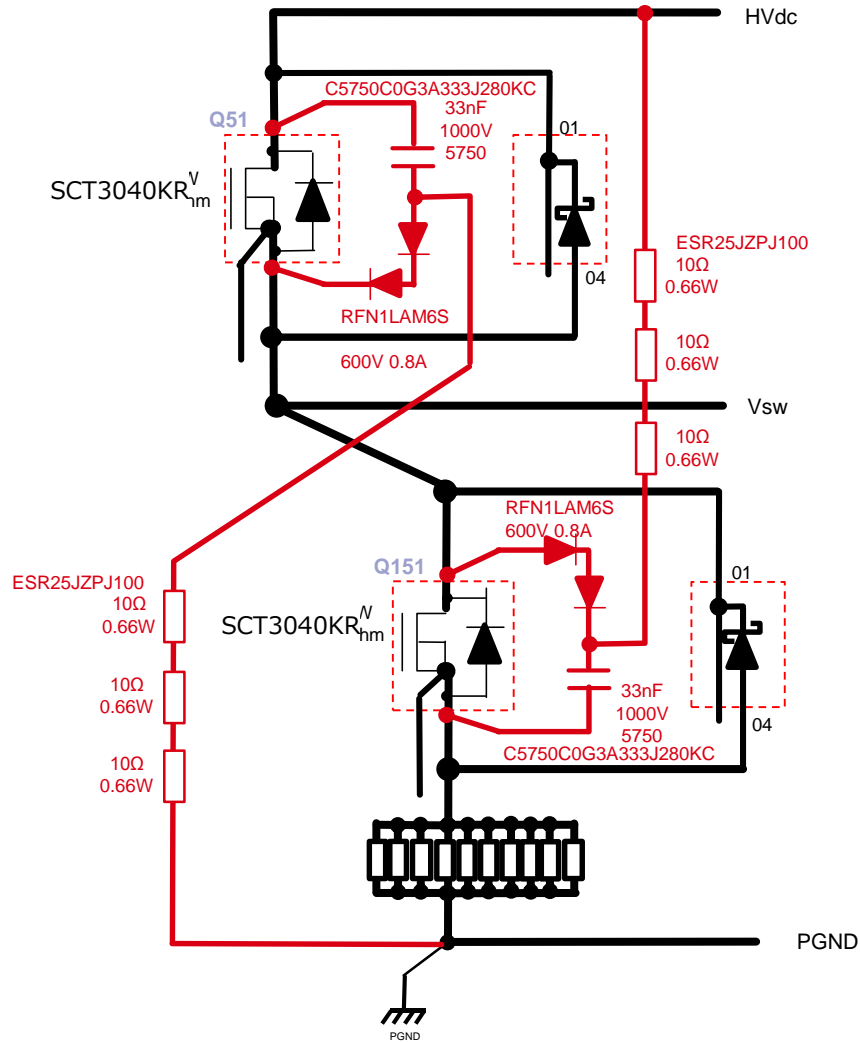 HVdc
C5750C0G3A333J280KC
33nF
1000V
5750
Q51
01
SCT3040KR
04
ESR25JZPJ100
10Ω
0.66W
RFN1LAM6S
600V 0.8A
10Ω
0.66W
Vsw
10Ω
0.66W
RFN1LAM6S
600V 0.8A
Q151
01
ESR25JZPJ100
10Ω
0.66W
SCT3040KR
hm
10Ω
0.66W
33nF
1000V
5750
04
C5750C0G3A333J280KC
10Ω
0.66W
PGND
PGND